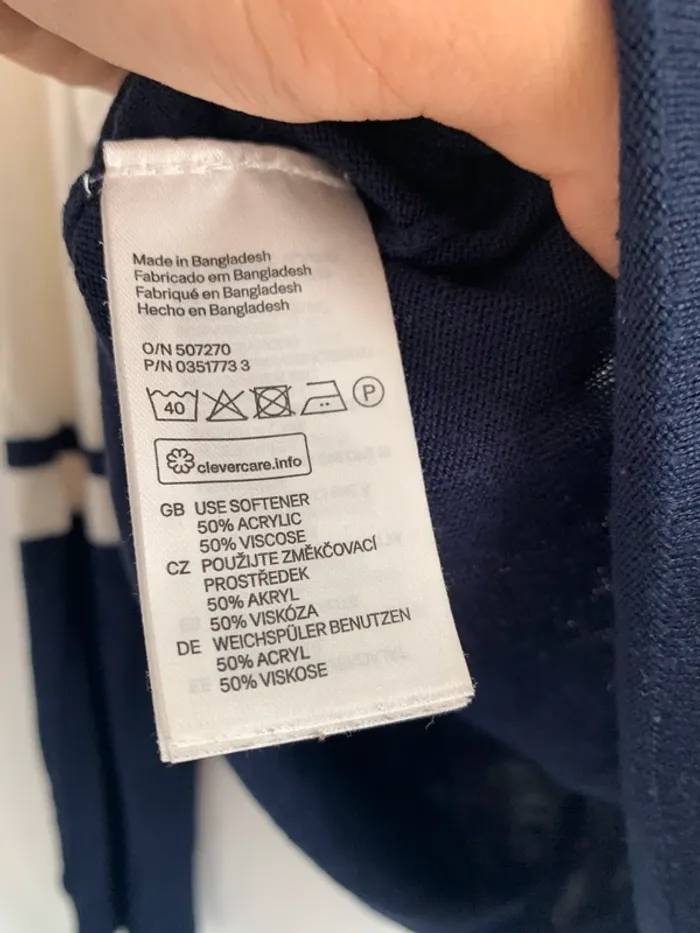 Made in Bangladesh
Fabricado em Bangladesh
Fabriqué en Bangladesh
Hecho en Bangladesh
O/N 507270
P/N 0351773 3
40 P
clevercare.info
GB USE SOFTENER
50% ACRYLIC
50% VISCOSE
CZ POUŽIJTE ZMĚKČOVACÍ
PROSTŘEDEK
50% AKRYL
50% VISKÓZA
DE WEICHSPÜLER BENUTZEN
50% ACRYL
50% VISKOSE